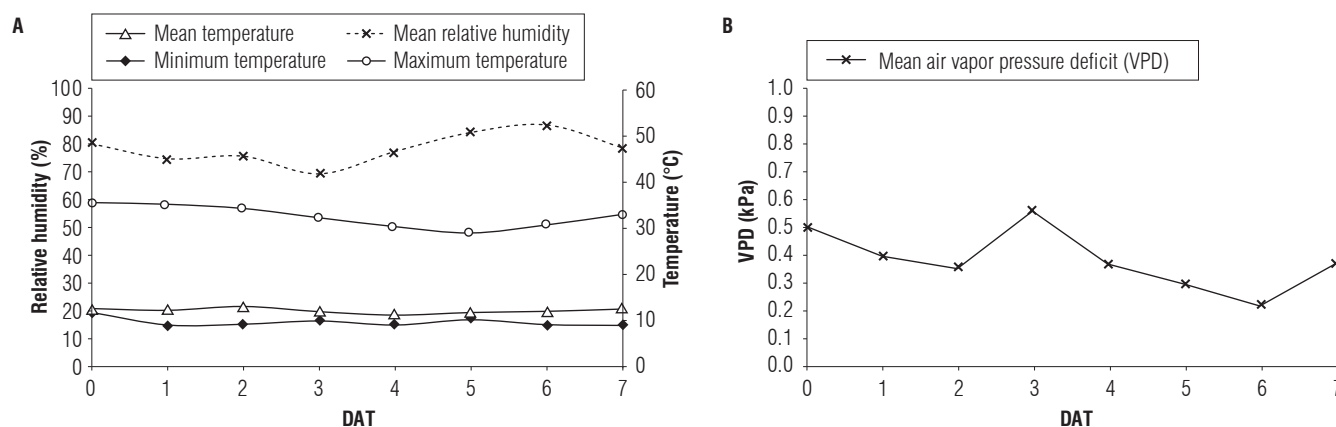 A
Mean temperature
Mean relative humidity
Minimum temperature
Maximum temperature
Relative humidity (%)
100
90
80
70
60
50
40
30
20
10
0
Temperature (°C)
60
50
40
30
20
10
0
0 1 2 3 4 5 6 7
DAT
B
Mean air vapor pressure deficit (VPD)
VPD (kPa)
1.0
0.9
0.8
0.7
0.6
0.5
0.4
0.3
0.2
0.1
0.0
0 1 2 3 4 5 6 7
DAT